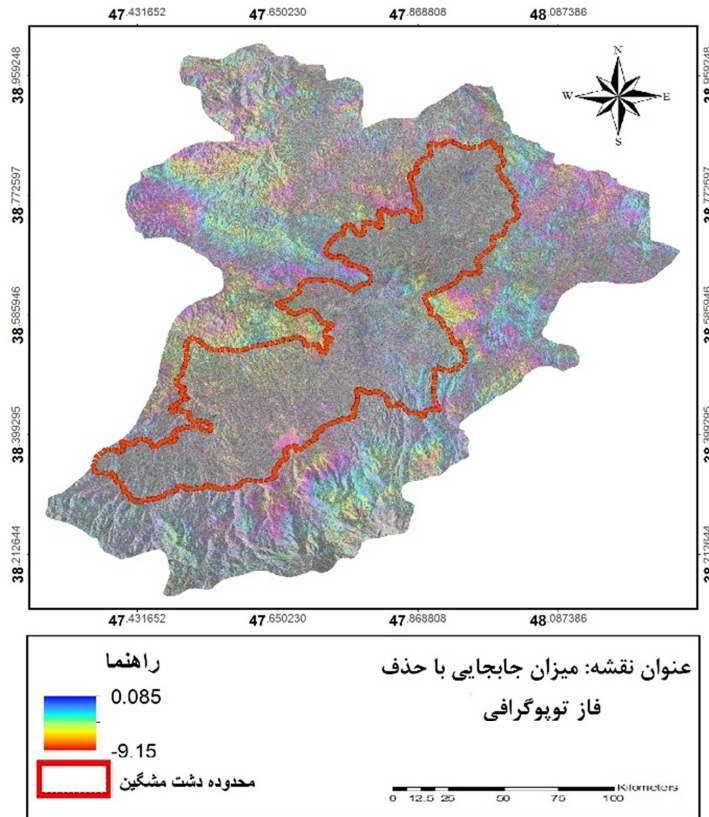 47.431652 47.650230 47.868808 48.087386
38.959248 38.959248
N
W E
S
38.772597 38.772597
38.585946 38.585946
38.399295 38.399295
38.212644 38.212644
47.431652 47.650230 47.868808 48.087386
راهنما
0.085
-9.15
محدوده دشت مشگین
عنوان نقشه: میزان جابجایی با حذف
فاز توپوگرافی
Kilometers
0 12.5 25 50 75 100